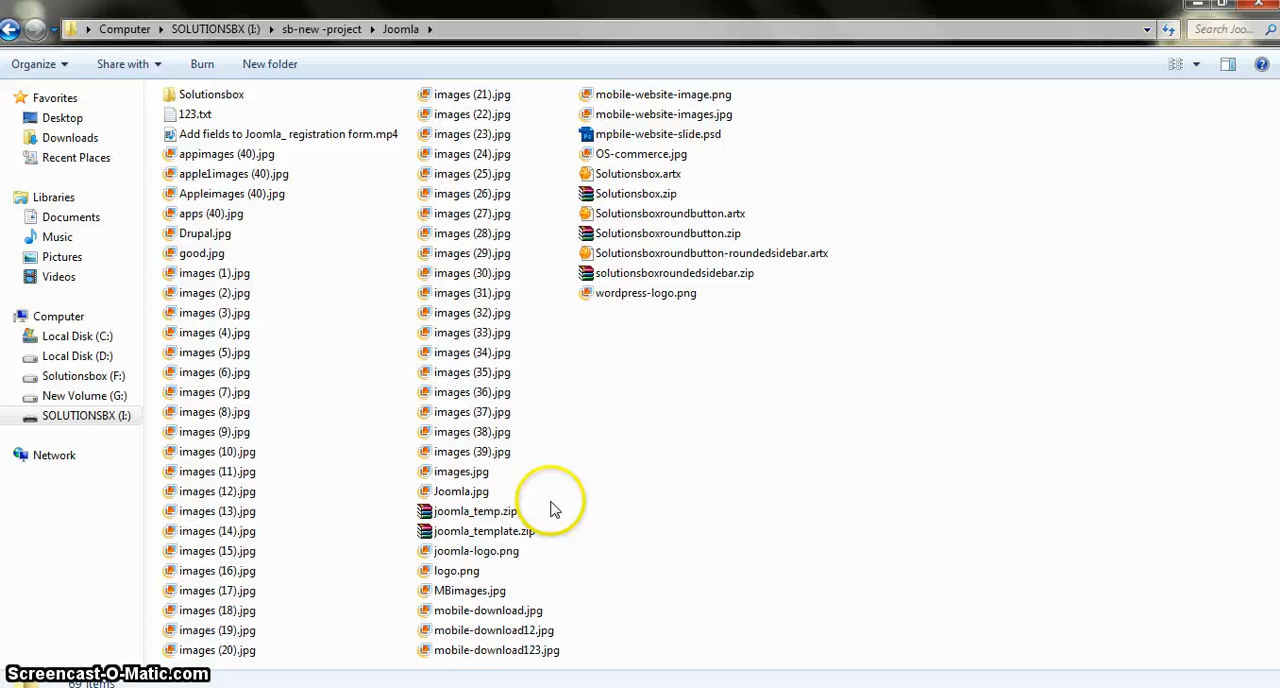 Computer ▸ SOLUTIONSBX (I:) ▸ sb-new -project ▸ Joomla ▸
Search Joo...
Organize
Share with
Burn
New folder
Favorites
Desktop
Downloads
Recent Places
Libraries
Documents
Music
Pictures
Videos
Computer
Local Disk (C:)
Local Disk (D:)
Solutionsbox (F:)
New Volume (G:)
SOLUTIONSBX (I:)
Network
Solutionsbox
123.txt
Add fields to Joomla_ registration form.mp4
appimages (40).jpg
apple1images (40).jpg
Appleimages (40).jpg
apps (40).jpg
Drupal.jpg
good.jpg
images (1).jpg
images (2).jpg
images (3).jpg
images (4).jpg
images (5).jpg
images (6).jpg
images (7).jpg
images (8).jpg
images (9).jpg
images (10).jpg
images (11).jpg
images (12).jpg
images (13).jpg
images (14).jpg
images (15).jpg
images (16).jpg
images (17).jpg
images (18).jpg
images (19).jpg
images (20).jpg
images (21).jpg
images (22).jpg
images (23).jpg
images (24).jpg
images (25).jpg
images (26).jpg
images (27).jpg
images (28).jpg
images (29).jpg
images (30).jpg
images (31).jpg
images (32).jpg
images (33).jpg
images (34).jpg
images (35).jpg
images (36).jpg
images (37).jpg
images (38).jpg
images (39).jpg
images.jpg
Joomla.jpg
joomla_temp.zip
joomla_template.zip
joomla-logo.png
logo.png
MBimages.jpg
mobile-download.jpg
mobile-download12.jpg
mobile-download123.jpg
mobile-website-image.png
mobile-website-images.jpg
mpbile-website-slide.psd
OS-commerce.jpg
Solutionsbox.artx
Solutionsbox.zip
Solutionsboxroundbutton.artx
Solutionsboxroundbutton.zip
Solutionsboxroundbutton-roundedsidebar.artx
solutionsboxroundedsidebar.zip
wordpress-logo.png
Screencast-O-Matic.com
69 items